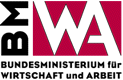 BM
WA
BUNDESMINISTERIUM für
WIRTSCHAFT und ARBEIT